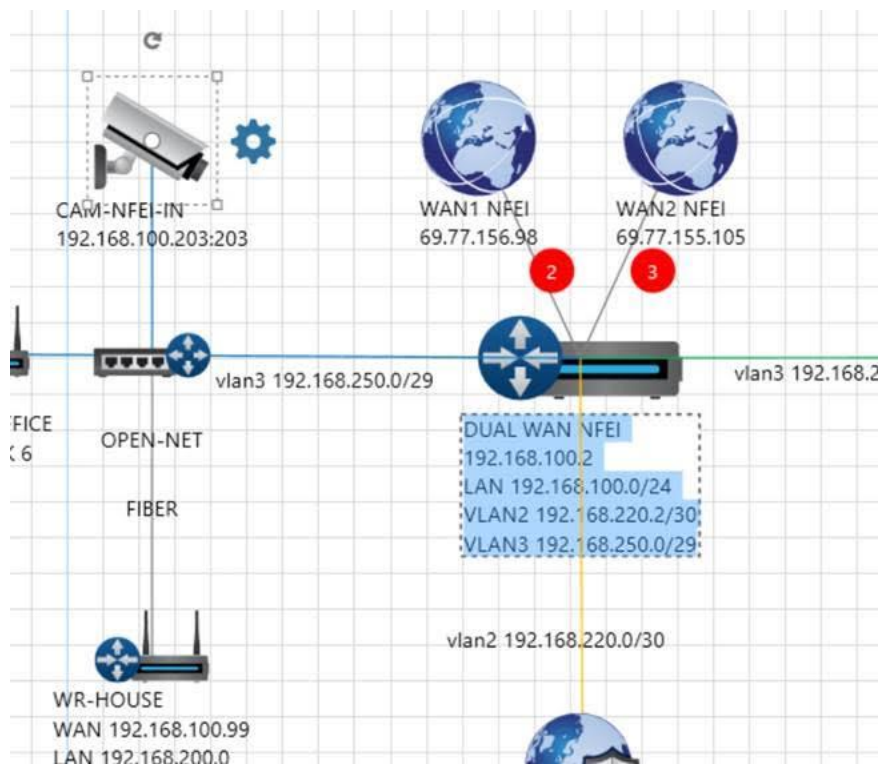 CAM-NFEI-IN
192.168.100.203:203
WAN1 NFEI
69.77.156.98
WAN2 NFEI
69.77.155.105
2
3
vlan3 192.168.250.0/29
vlan3 192.168.2
FICE
6
OPEN-NET
FIBER
DUAL WAN NFEI
192.168.100.2
LAN 192.168.100.0/24
VLAN2 192.168.220.2/30
VLAN3 192.168.250.0/29
vlan2 192.168.220.0/30
WR-HOUSE
WAN 192.168.100.99
LAN 192.168.200.0